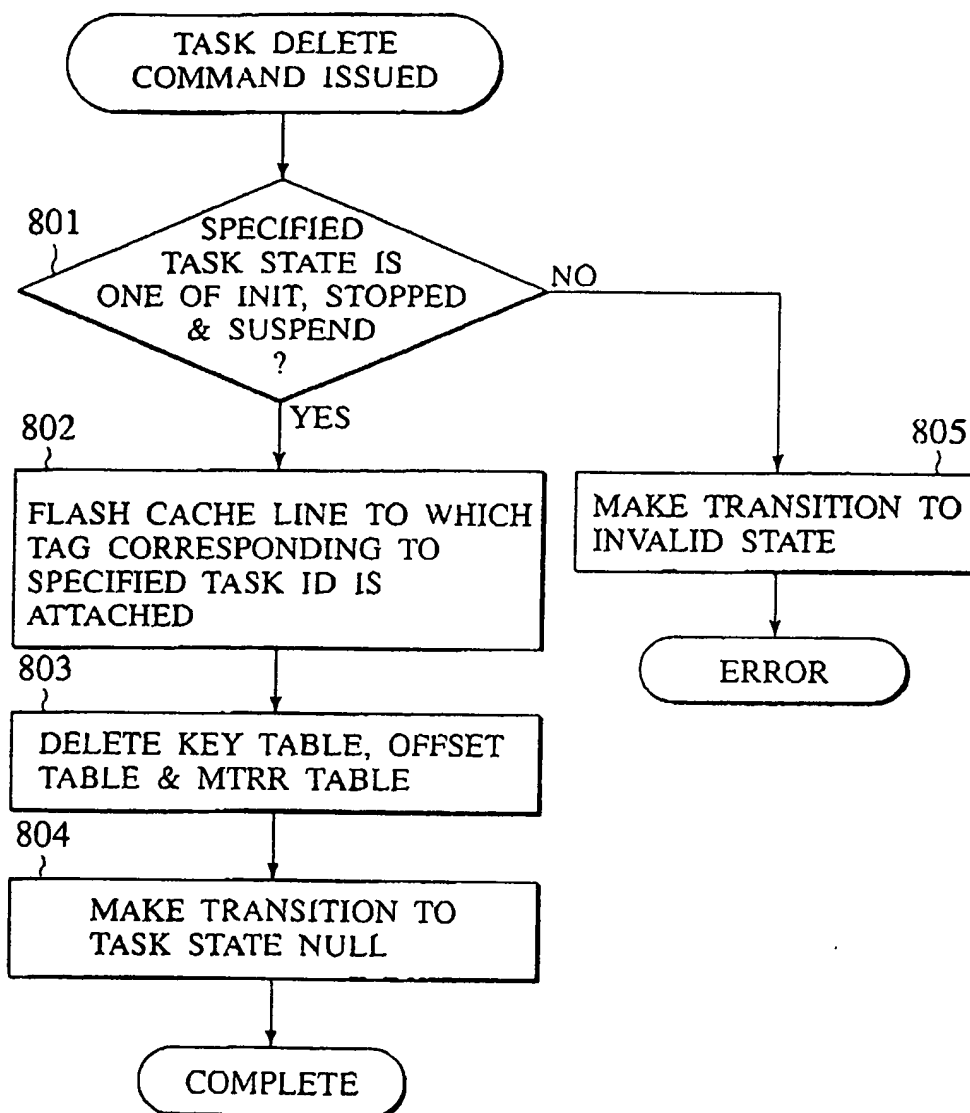 TASK DELETE
COMMAND ISSUED
801
SPECIFIED
TASK STATE IS
ONE OF INIT, STOPPED
& SUSPEND
?
NO
YES
802
FLASH CACHE LINE TO WHICH
TAG CORRESPONDING TO
SPECIFIED TASK ID IS
ATTACHED
805
MAKE TRANSITION TO
INVALID STATE
ERROR
803
DELETE KEY TABLE, OFFSET
TABLE & MTRR TABLE
804
MAKE TRANSITION TO
TASK STATE NULL
COMPLETE